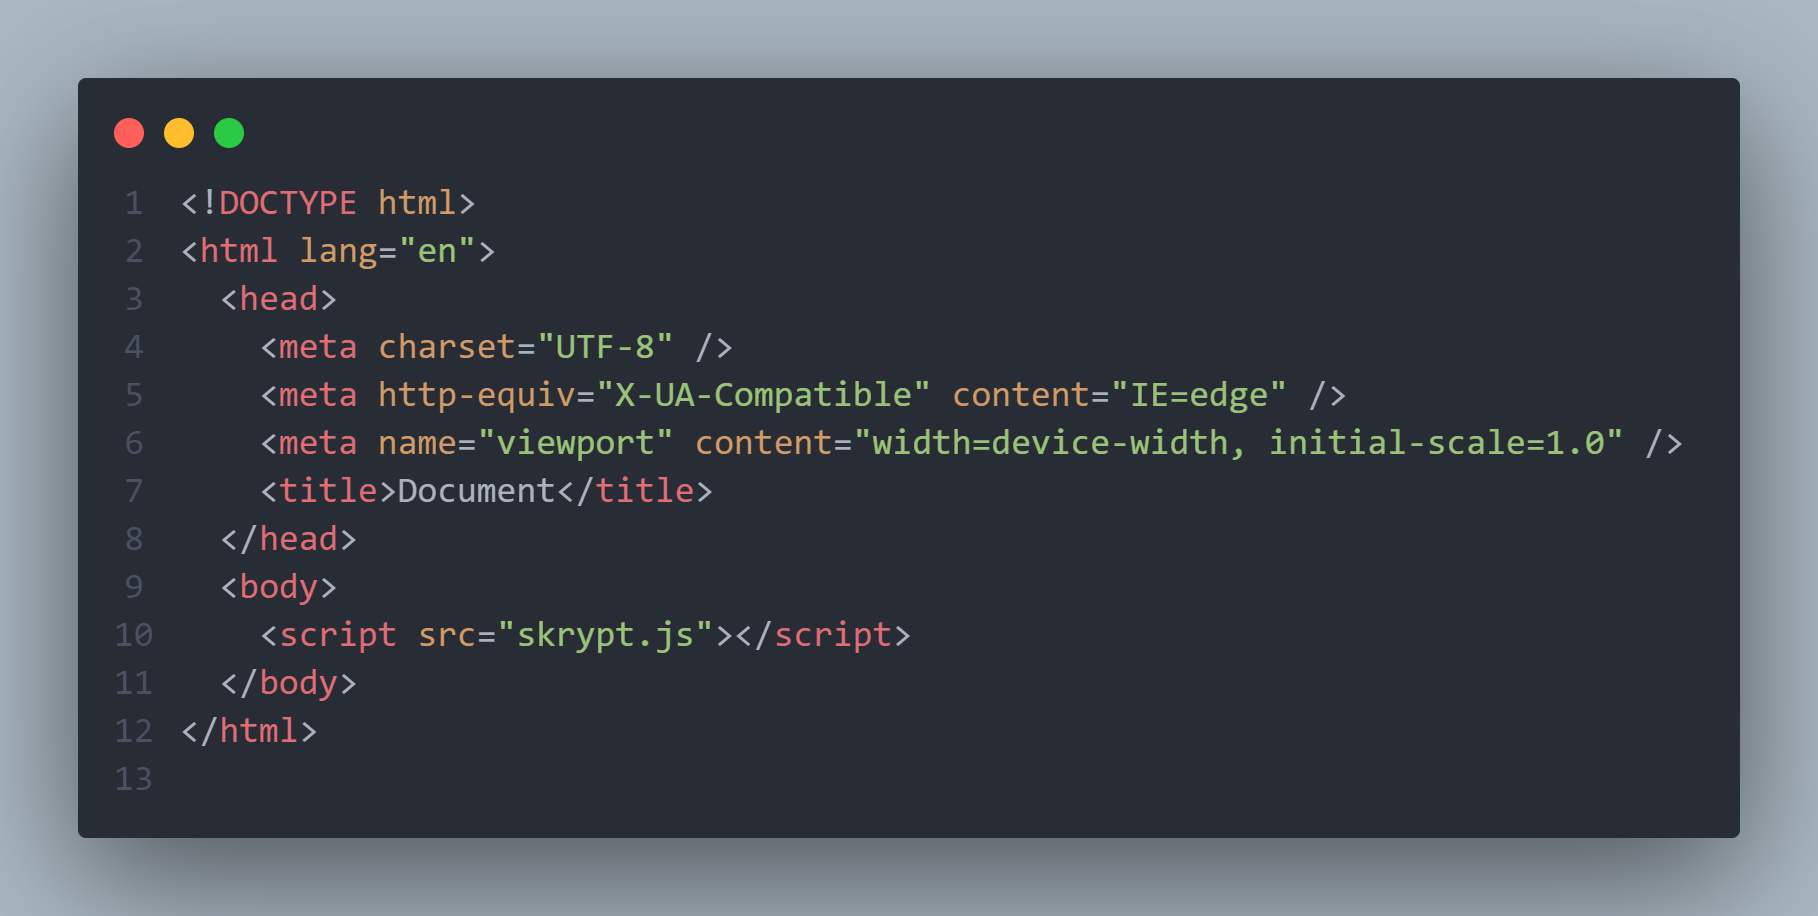 1 <!DOCTYPE html>
2 <html lang="en">
3   <head>
4     <meta charset="UTF-8" />
5     <meta http-equiv="X-UA-Compatible" content="IE=edge" />
6     <meta name="viewport" content="width=device-width, initial-scale=1.0" />
7     <title>Document</title>
8   </head>
9   <body>
10     <script src="skrypt.js"></script>
11   </body>
12 </html>
13